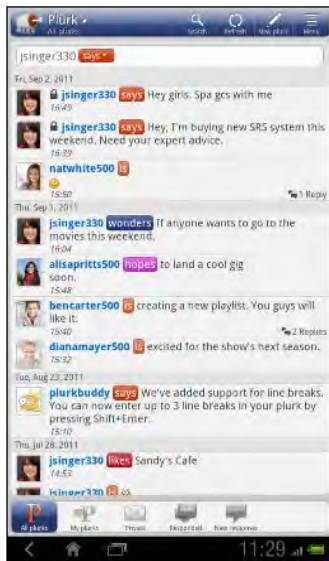 Plurk
All plurks
Search
Refresh
New plurk
Menu
jsinger330 says
Fri, Sep 2, 2011
jsinger330 says Hey girls. Spa gcs with me
16:49
jsinger330 says Hey, I'm buying new SRS system this
weekend. Need your expert advice.
16:39
natwhite500 is
15:50
1 Reply
Thu, Sep 1, 2011
jsinger330 wonders If anyone wants to go to the
movies this weekend.
16:04
alisapritts500 hopes to land a cool gig
soon.
15:48
bencarter500 is creating a new playlist. You guys will
like it.
15:40
2 Replies
dianamayer500 is excited for the show's next season.
15:32
Tue, Aug 23, 2011
plurkbuddy says We've added support for line breaks.
You can now enter up to 3 line breaks in your plurk by
pressing Shift+Enter.
15:10
Thu, Jul 28, 2011
jsinger330 likes Sandy's Cafe
14:53
jsinger330 is
All plurks
My plurks
Private
Responded
New responses
11:29